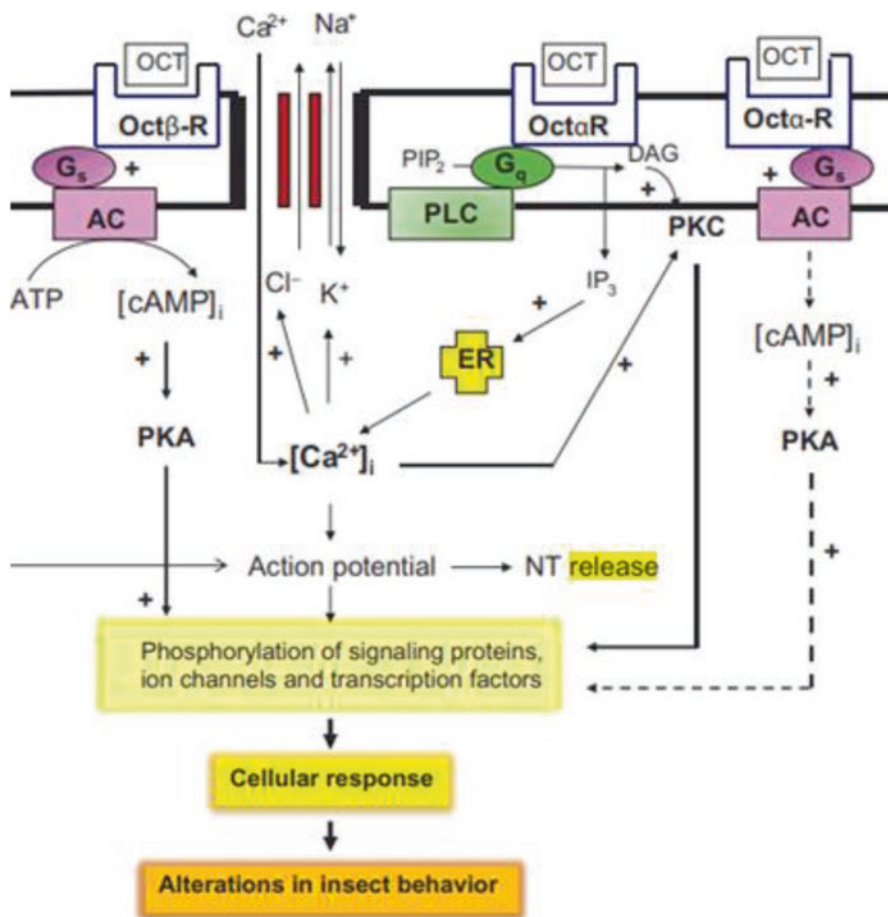 Ca²⁺ Na⁺
OCT OCT OCT
Octβ-R OctαR Octα-R
Gs + PIP₂ Gq DAG + Gs
+
AC PLC PKC AC
ATP [cAMP]i Cl⁻ K⁺ IP₃
+ [cAMP]i
+ + + ER + +
PKA [Ca²⁺]i PKA
Action potential NT release +
+
Phosphorylation of signaling proteins,
ion channels and transcription factors
Cellular response
Alterations in insect behavior